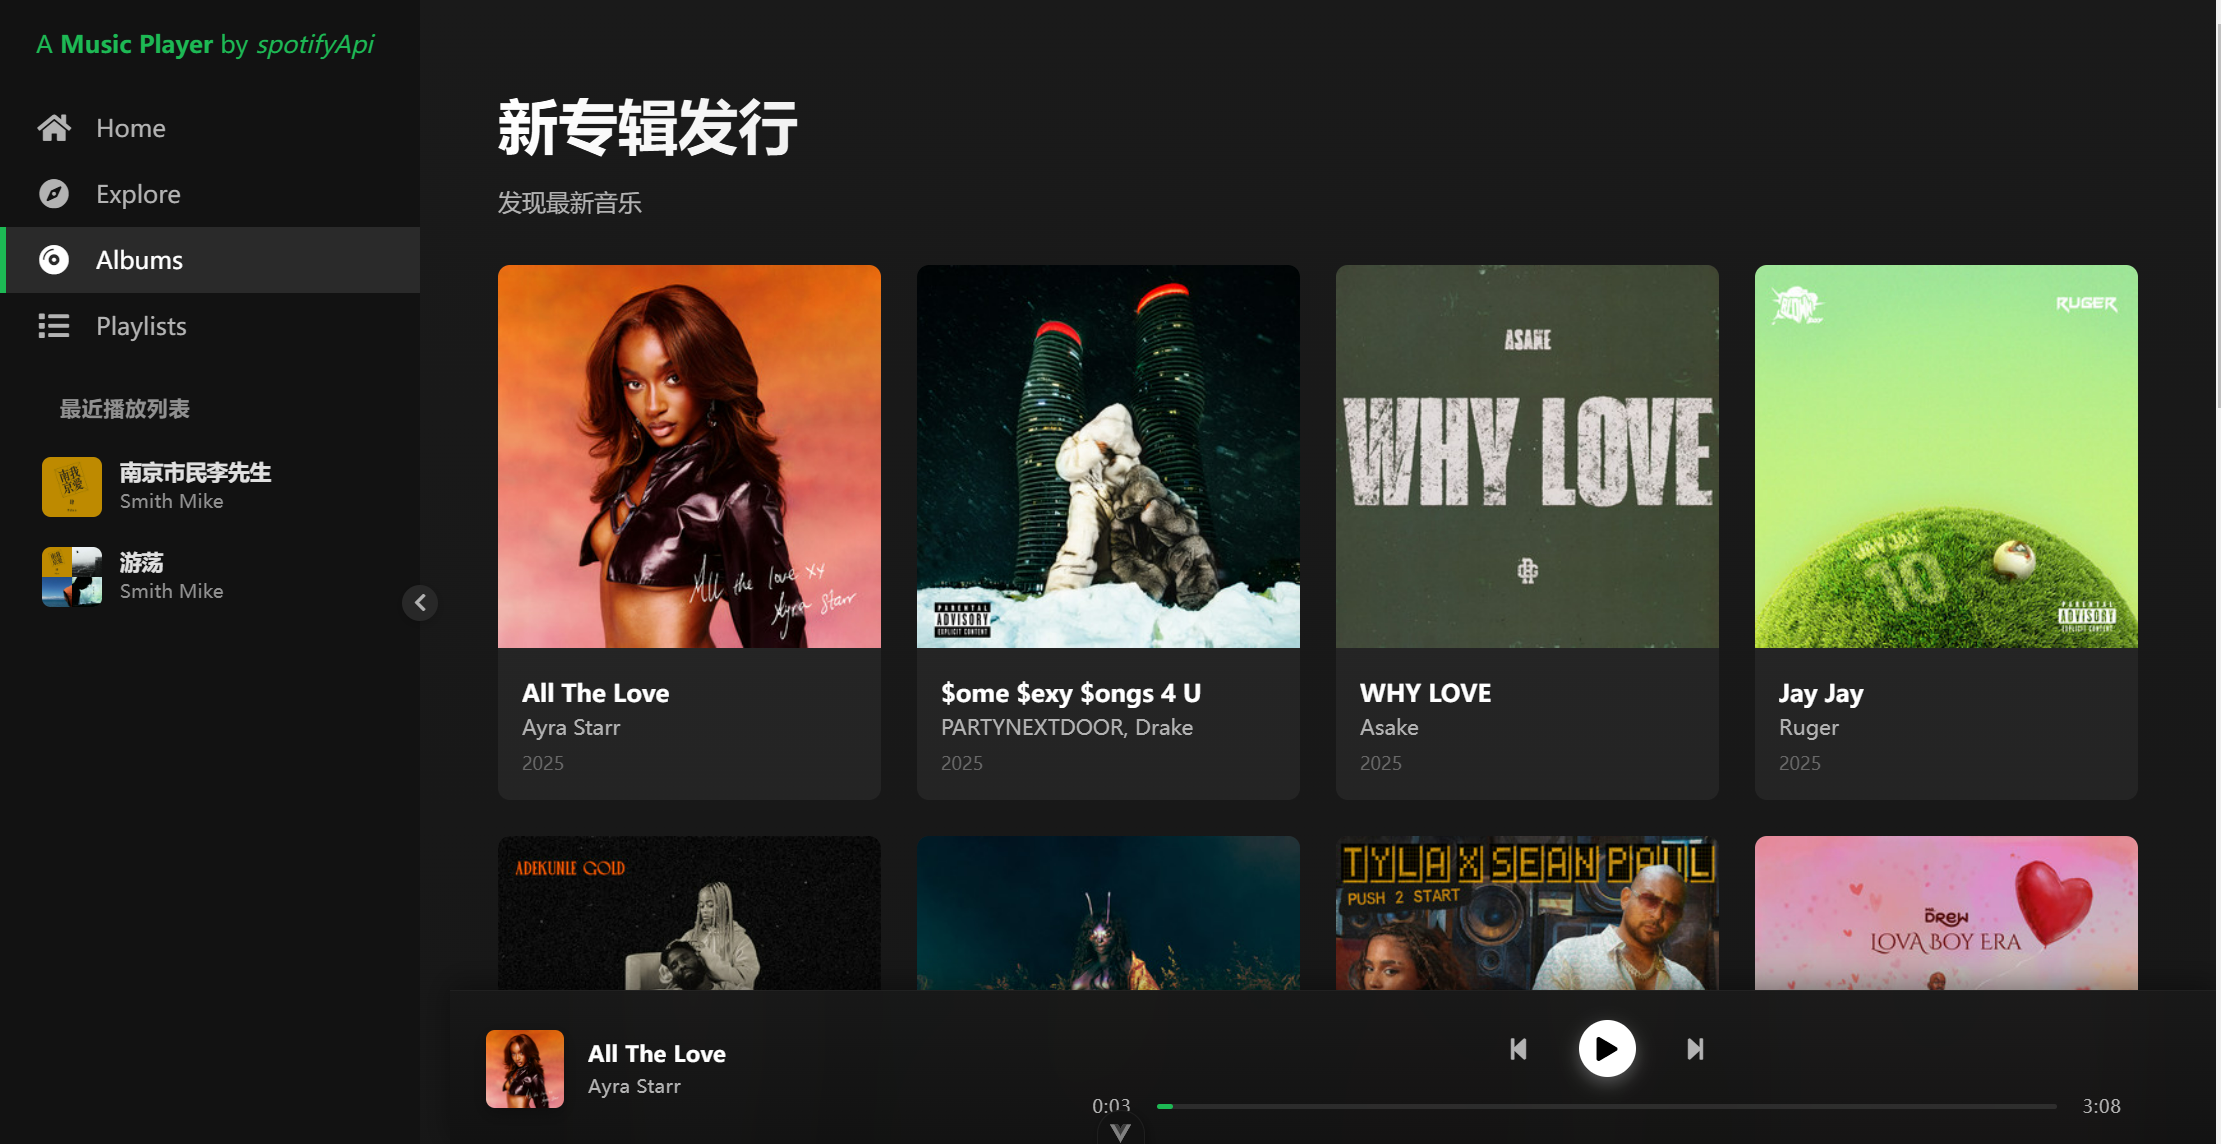 A Music Player by spotifyApi
Home
Explore
Albums
Playlists
最近播放列表
南京市民李先生
Smith Mike
游荡
Smith Mike
新专辑发行
发现最新音乐
All the love xx
Ayra Starr
PARENTAL
ADVISORY
EXPLICIT CONTENT
ASAKE
WHY LOVE
RUGER
JAY JAY
10
PARENTAL
ADVISORY
EXPLICIT CONTENT
All The Love
Ayra Starr
2025
$ome $exy $ongs 4 U
PARTYNEXTDOOR, Drake
2025
WHY LOVE
Asake
2025
Jay Jay
Ruger
2025
ADEKUNLE GOLD
TYLA X SEAN PAUL
PUSH 2 START
DREW
LOVA BOY ERA
All The Love
Ayra Starr
0:03
3:08